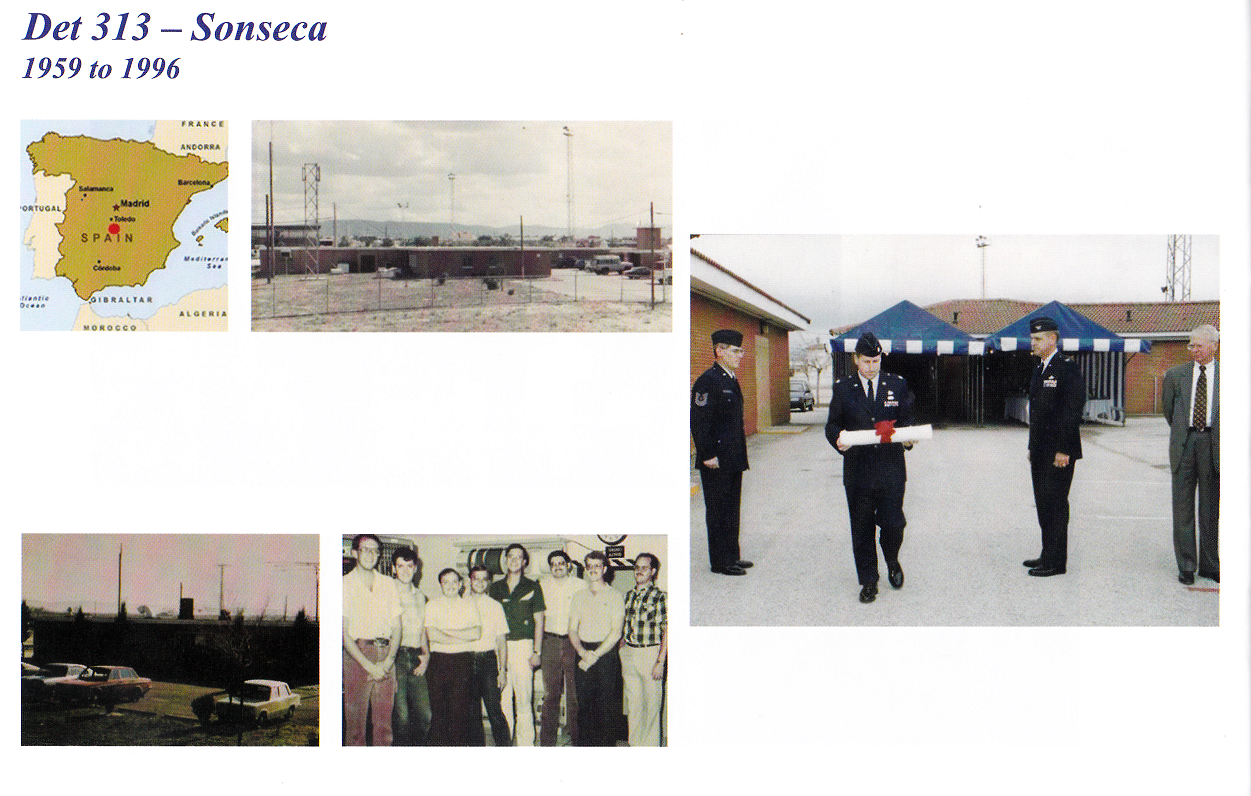 Det 313 – Sonseca
1959 to 1996
FRANCE
ANDORRA
Salamanca
Barcelona
Madrid
PORTUGAL
Toledo
Balearic Islands
SPAIN
Mediterranean
Sea
Córdoba
Atlantic
Ocean
GIBRALTAR
ALGERIA
MOROCCO